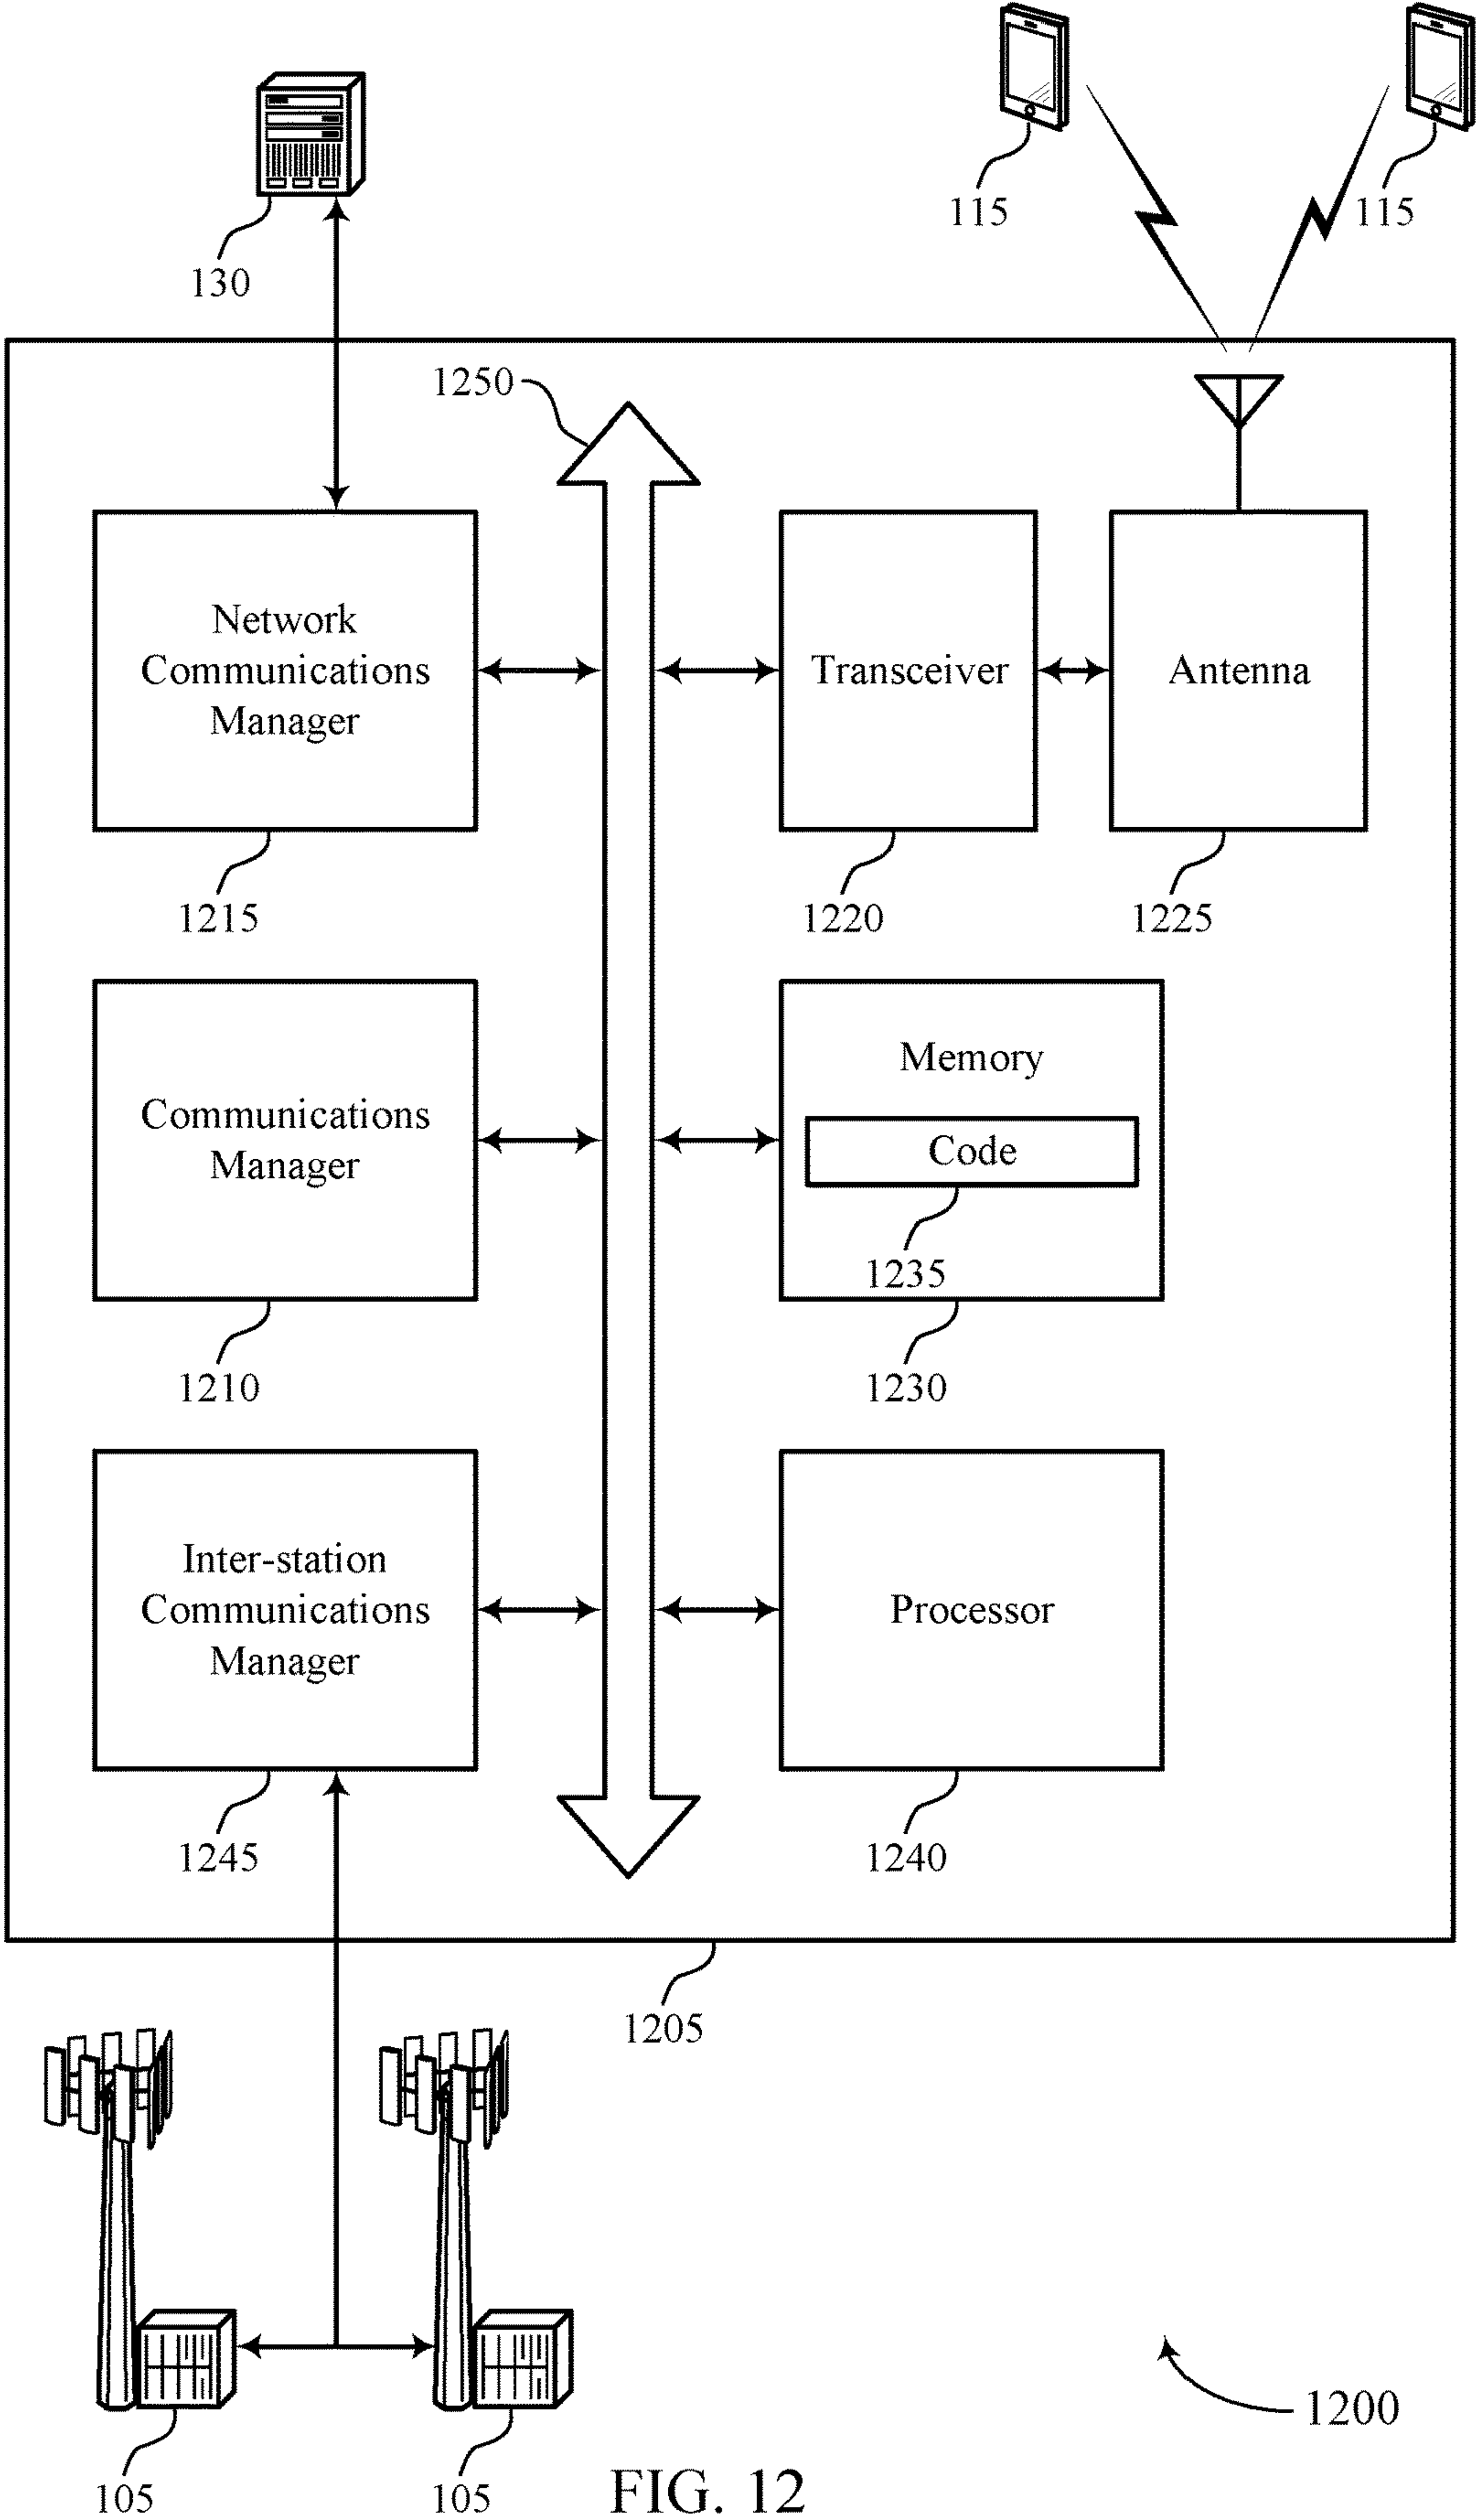 115
115
130
1250
Network
Communications
Manager
Transceiver
Antenna
1215
1220
1225
Communications
Manager
Memory
Code
1235
1210
1230
Inter-station
Communications
Manager
Processor
1245
1240
1205
1200
105
105
FIG. 12